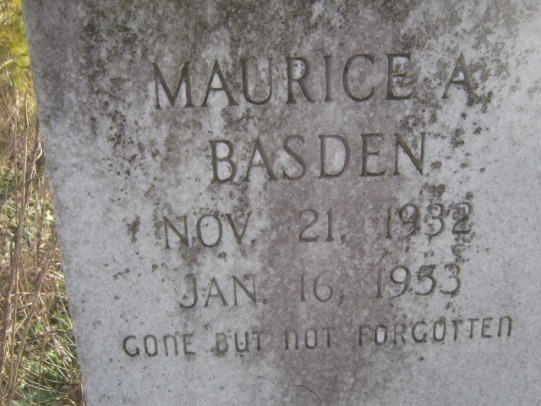 MAURICE A
BASDEN
NOV. 21, 1932
JAN. 16, 1953
GONE BUT NOT FORGOTTEN